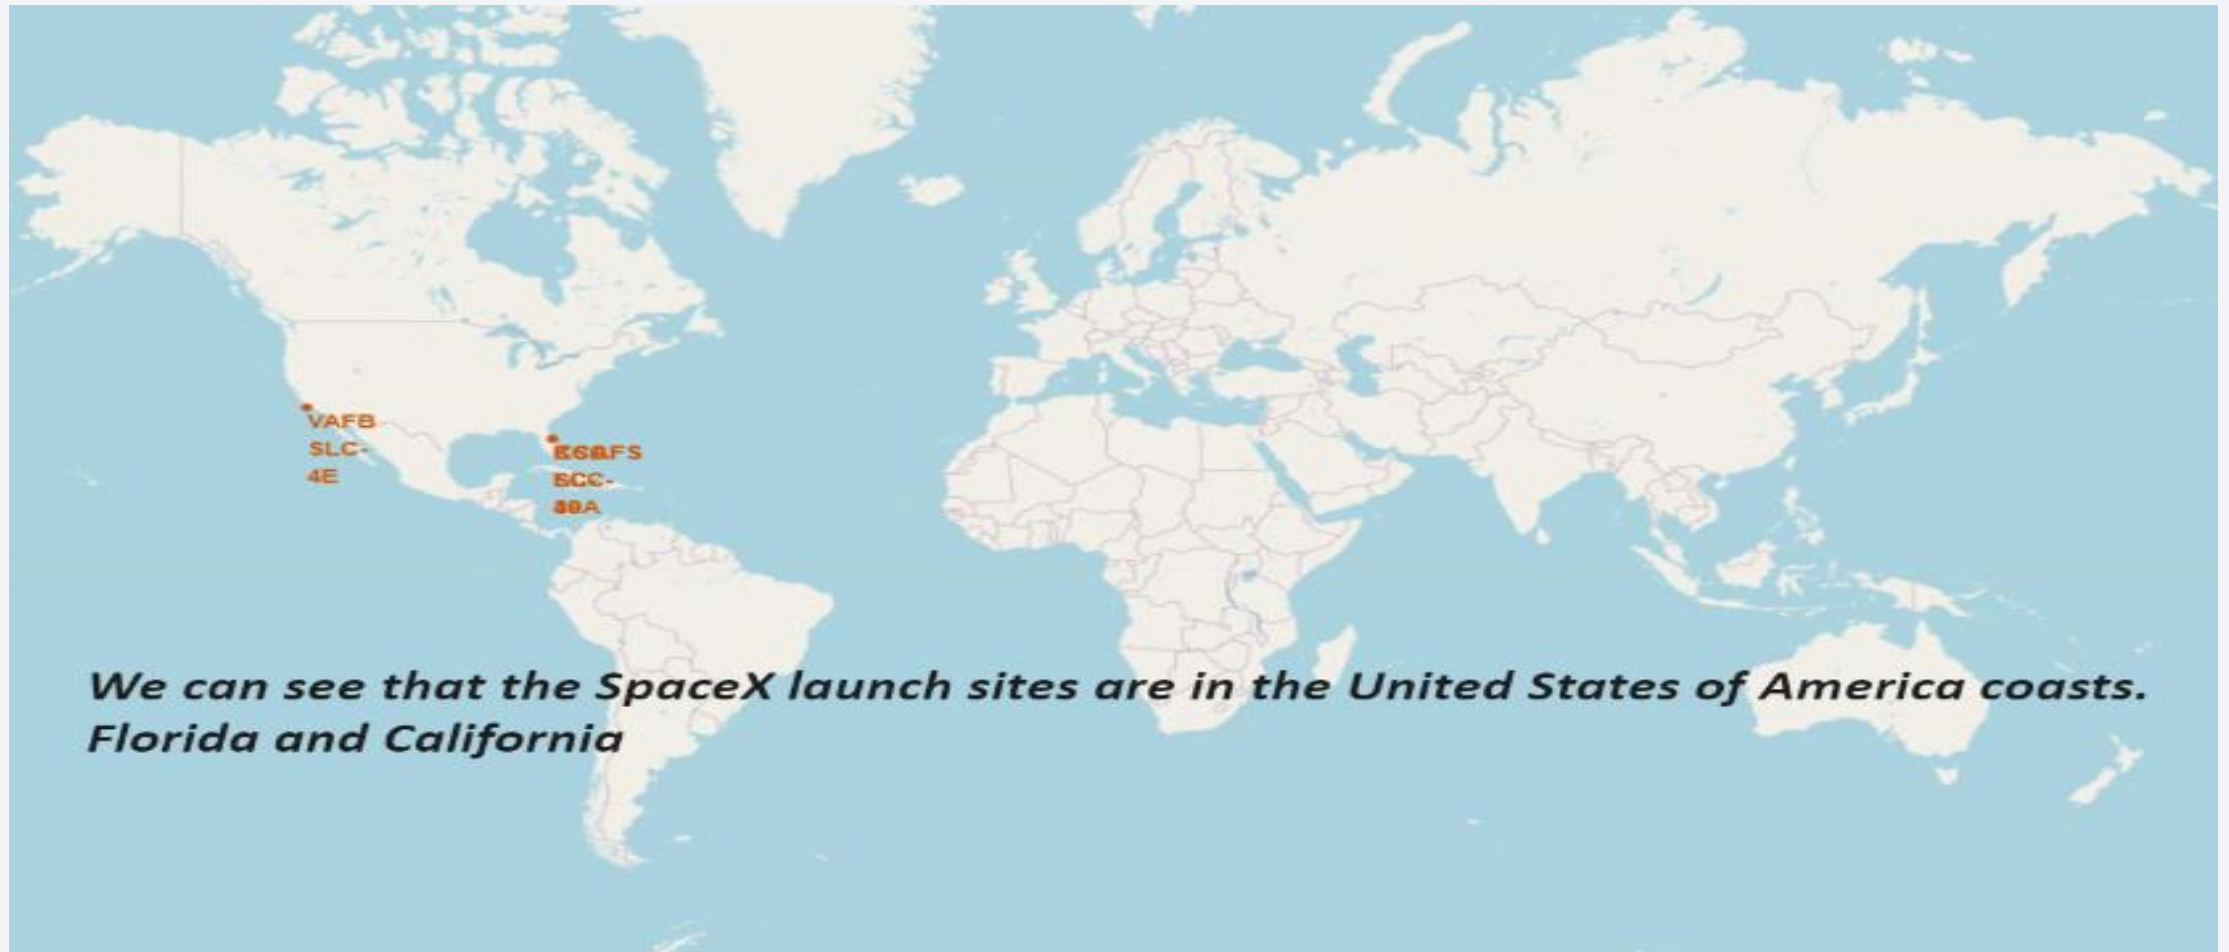 VAFB
SLC-
4E
We can see that the SpaceX launch sites are in the United States of America coasts.
Florida and California